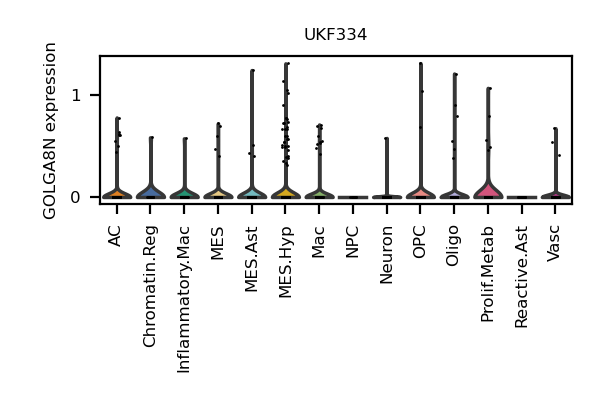 UKF334
GOLGA8N expression
1
0
AC
Chromatin.Reg
Inflammatory.Mac
MES
MES.Ast
MES.Hyp
Mac
NPC
Neuron
OPC
Oligo
Prolif.Metab
Reactive.Ast
Vasc